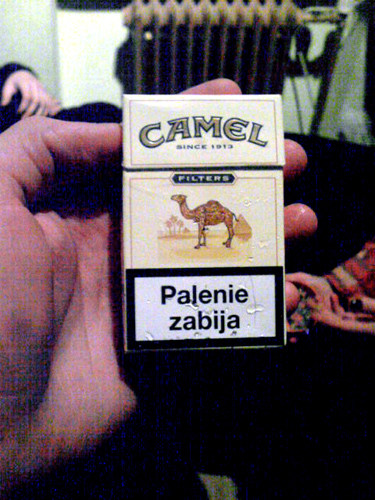 CAMEL
SINCE 1913
FILTERS
Palenie
zabija